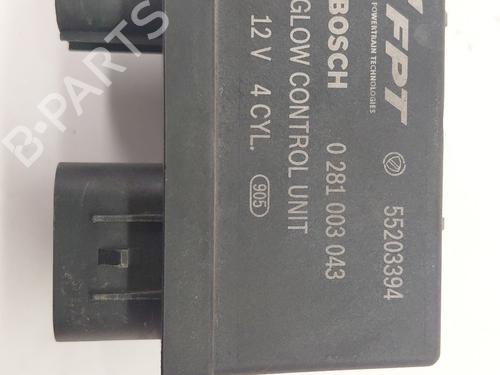 FPT
POWERTRAIN TECHNOLOGIES
55203394
BOSCH
0 281 003 043
GLOW CONTROL UNIT
12 V 4 CYL.
905
B-PARTS